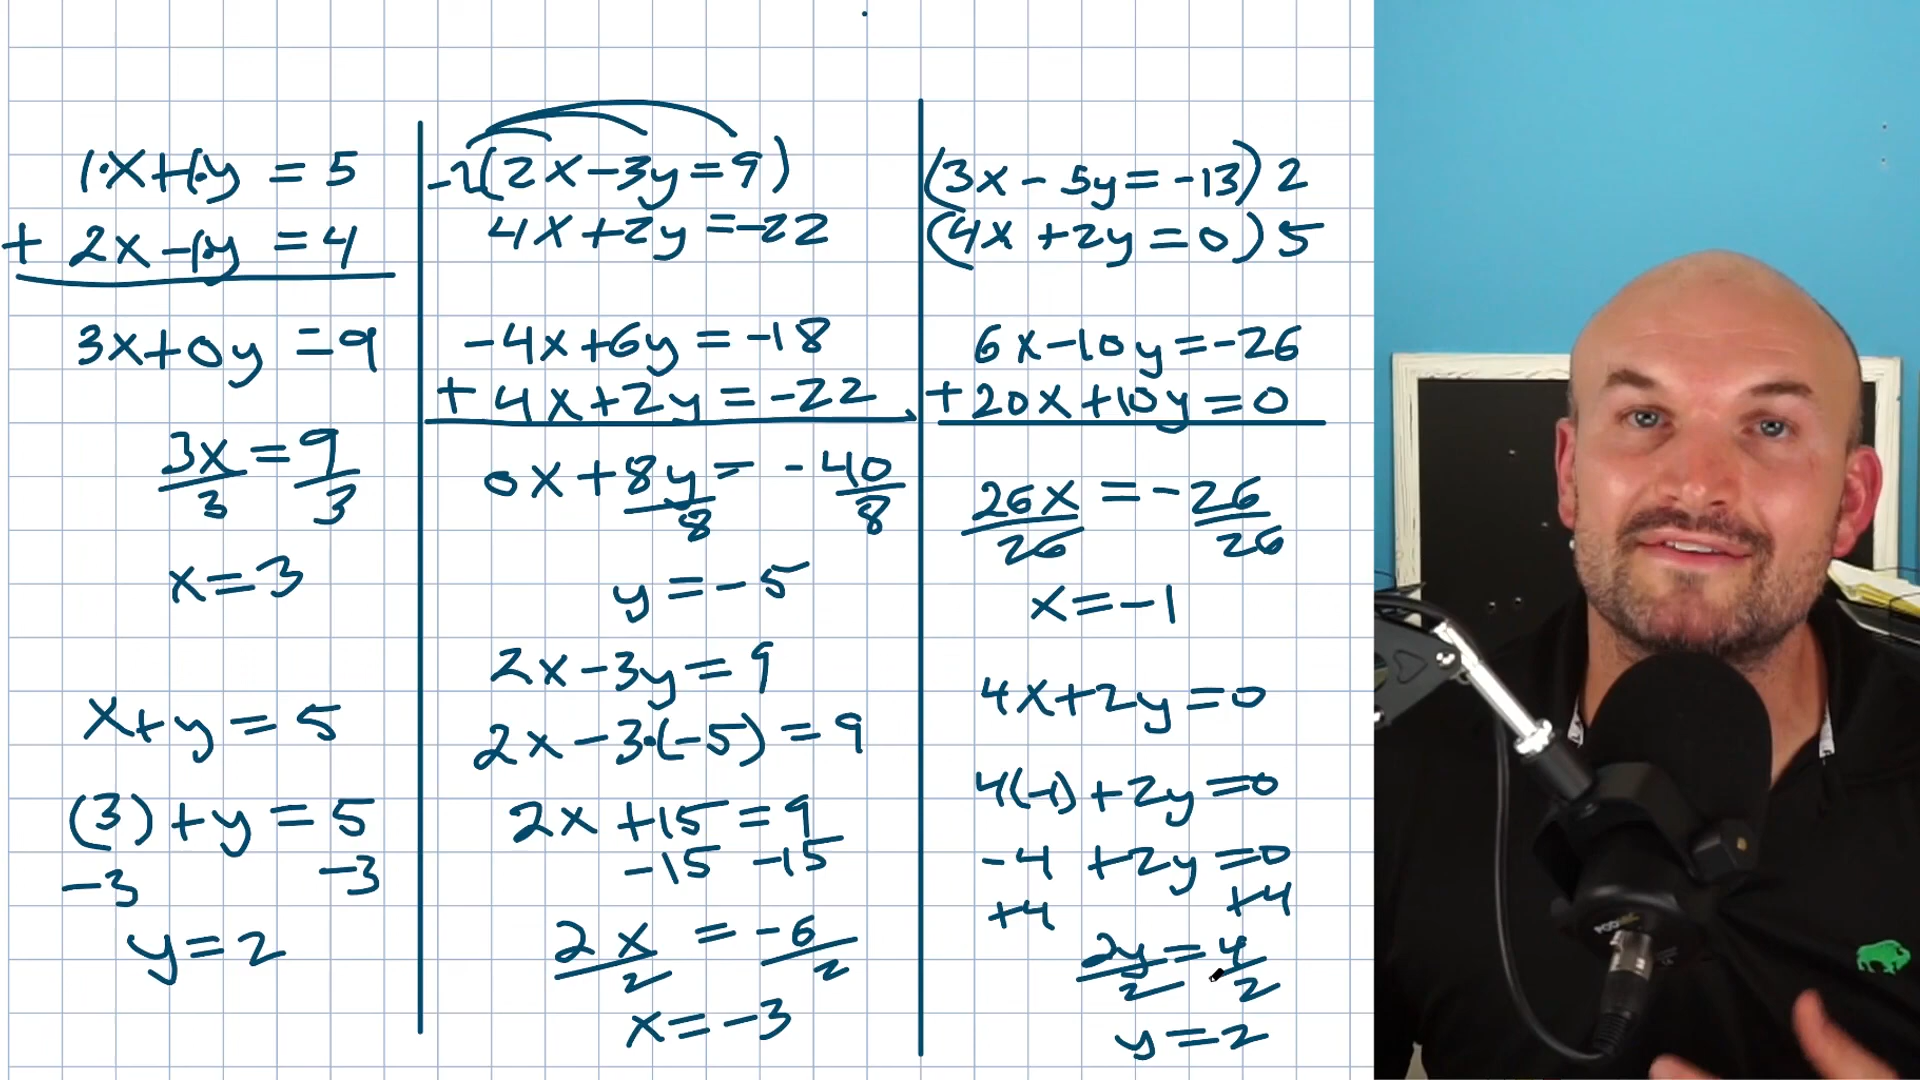 1·x+1·y = 5
+ 2x-1·y = 4
3x+0y = 9
3x = 9
3 3
x = 3
x+y = 5
(3)+y = 5
-3 -3
y = 2
-2(2x-3y = 9)
4x+2y = -22
-4x+6y = -18
+ 4x+2y = -22
0x+8y = -40
8 8
y = -5
2x-3y = 9
2x-3·(-5) = 9
2x+15 = 9
-15 -15
2x = -6
2 2
x = -3
(3x-5y = -13)2
(4x+2y = 0)5
6x-10y = -26
+20x+10y = 0
26x = -26
26 26
x = -1
4x+2y = 0
4(-1)+2y = 0
-4 +2y = 0
+4 +4
2y = 4
2 2
y = 2